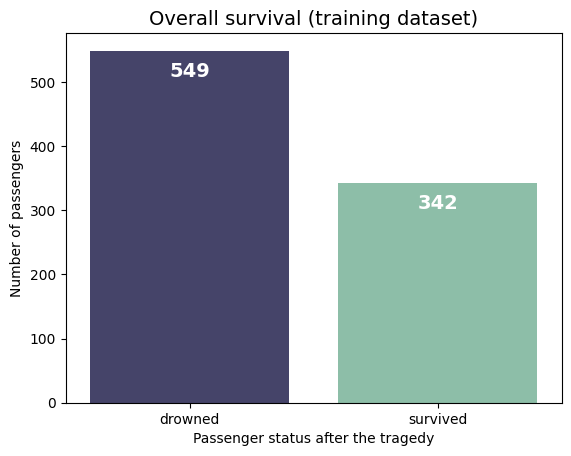 Overall survival (training dataset)
549
342
Number of passengers
500
400
300
200
100
0
drowned
survived
Passenger status after the tragedy